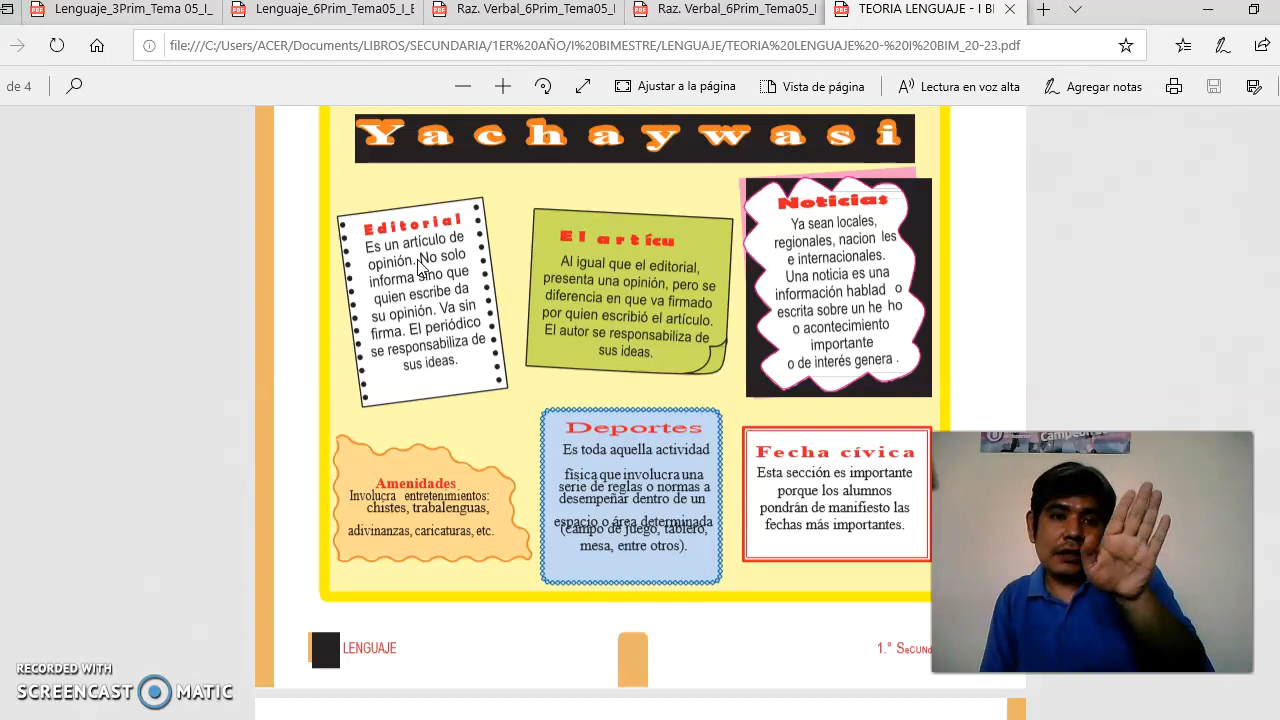 Lenguaje_3Prim_Tema 05_I_
Lenguaje_6Prim_Tema05_I_E
Raz. Verbal_6Prim_Tema05_I
Raz. Verbal_6Prim_Tema05_
TEORIA LENGUAJE - I BI
file:///C:/Users/ACER/Documents/LIBROS/SECUNDARIA/1ER%20AÑO/I%20BIMESTRE/LENGUAJE/TEORIA%20LENGUAJE%20-%20I%20BIM_20-23.pdf
de 4
Ajustar a la página
Vista de página
Lectura en voz alta
Agregar notas
Yachaywasi
Editorial
Es un artículo de
opinión. No solo
informa sino que
quien escribe da
su opinión. Va sin
firma. El periódico
se responsabiliza de
sus ideas.
El artícu
Al igual que el editorial,
presenta una opinión, pero se
diferencia en que va firmado
por quien escribió el artículo.
El autor se responsabiliza de
sus ideas.
Noticias
Ya sean locales,
regionales, nacion les
e internacionales.
Una noticia es una
información hablad o
escrita sobre un he ho
o acontecimiento
importante
o de interés genera .
Amenidades
Involucra entretenimientos:
chistes, trabalenguas,
adivinanzas, caricaturas, etc.
Deportes
Es toda aquella actividad
física que involucra una
serie de reglas o normas a
desempeñar dentro de un
espacio o área determinada
(campo de juego, tablero,
mesa, entre otros).
Fecha cívica
Esta sección es importante
porque los alumnos
pondrán de manifiesto las
fechas más importantes.
LENGUAJE
1.° SECUND
RECORDED WITH
SCREENCAST MATIC